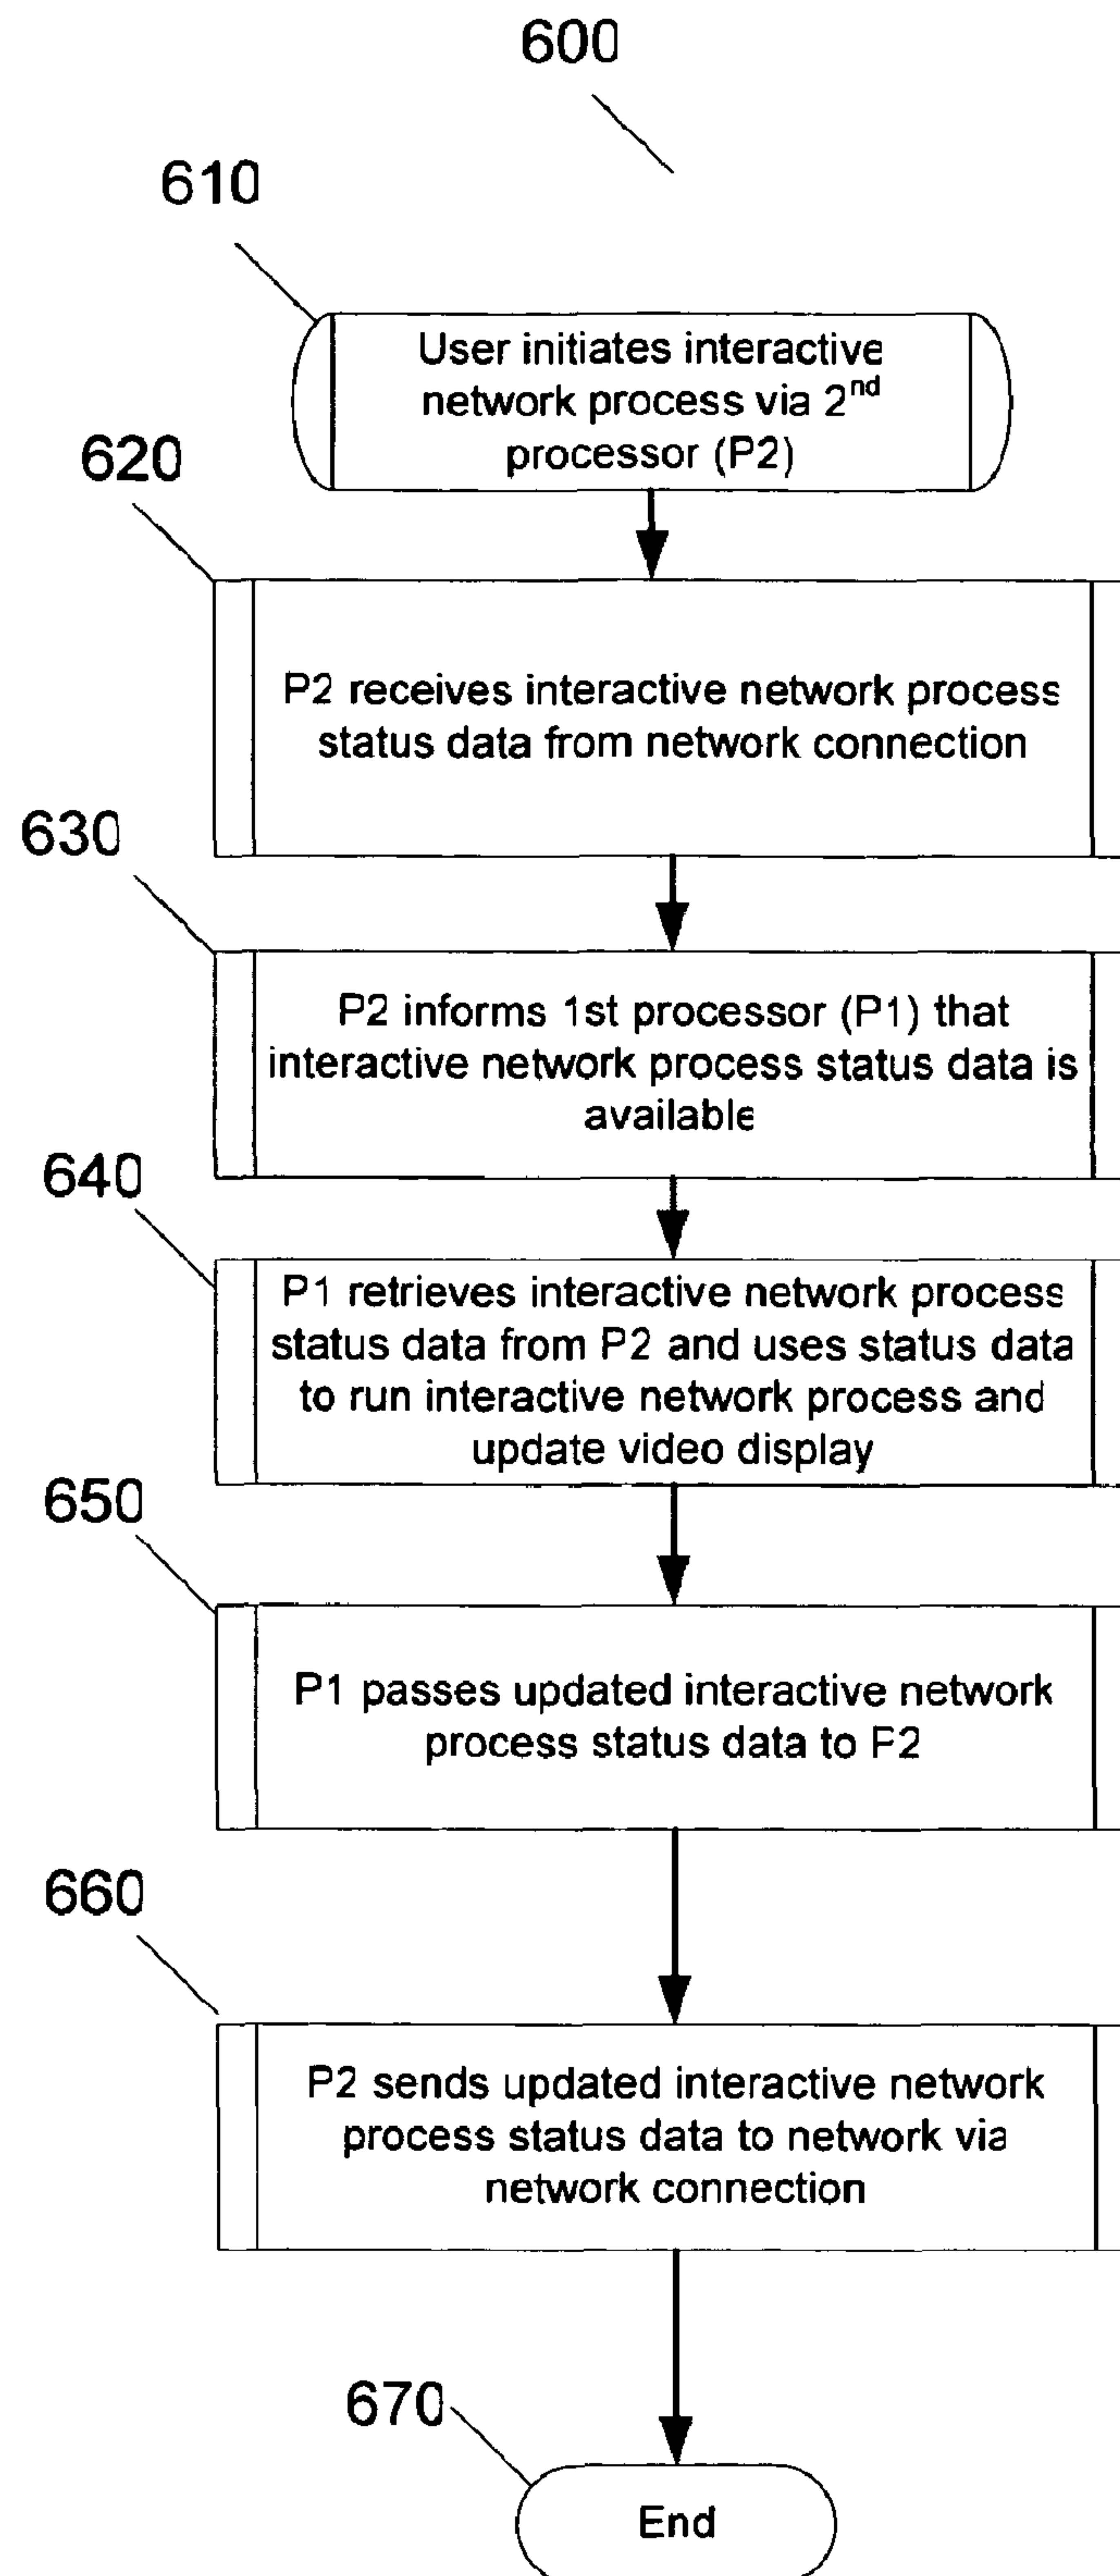 600
610
User initiates interactive
network process via 2nd
processor (P2)
620
P2 receives interactive network process
status data from network connection
630
P2 informs 1st processor (P1) that
interactive network process status data is
available
640
P1 retrieves interactive network process
status data from P2 and uses status data
to run interactive network process and
update video display
650
P1 passes updated interactive network
process status data to P2
660
P2 sends updated interactive network
process status data to network via
network connection
670
End